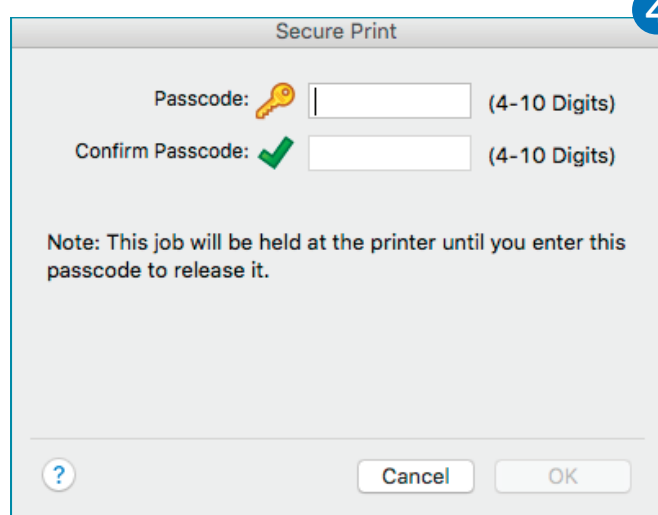 4
Secure Print
Passcode: (4-10 Digits)
Confirm Passcode: (4-10 Digits)
Note: This job will be held at the printer until you enter this
passcode to release it.
? Cancel OK